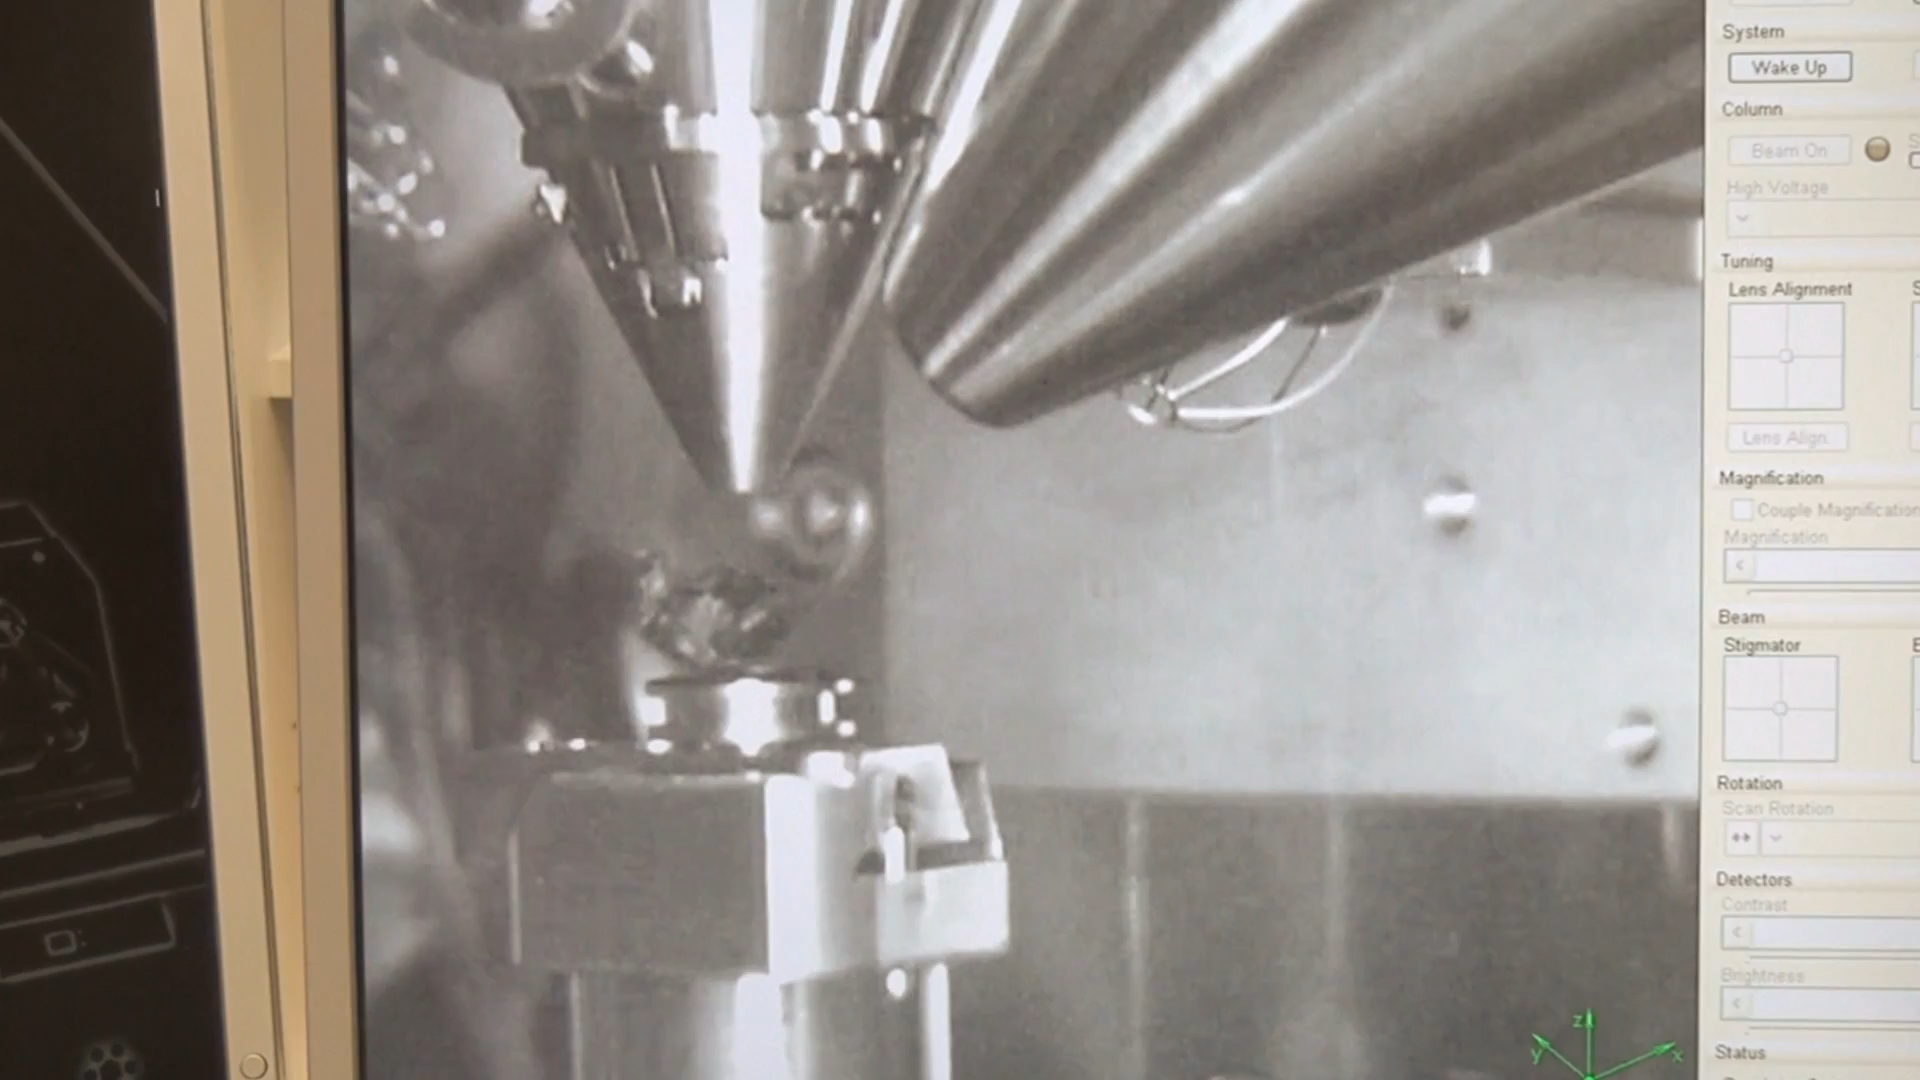 System
Wake Up
Column
Beam On
High Voltage
Tuning
Lens Alignment
Lens Align.
Magnification
Couple Magnification
Magnification
Beam
Stigmator
Rotation
Scan Rotation
Detectors
Contrast
Brightness
Status
z
y
x